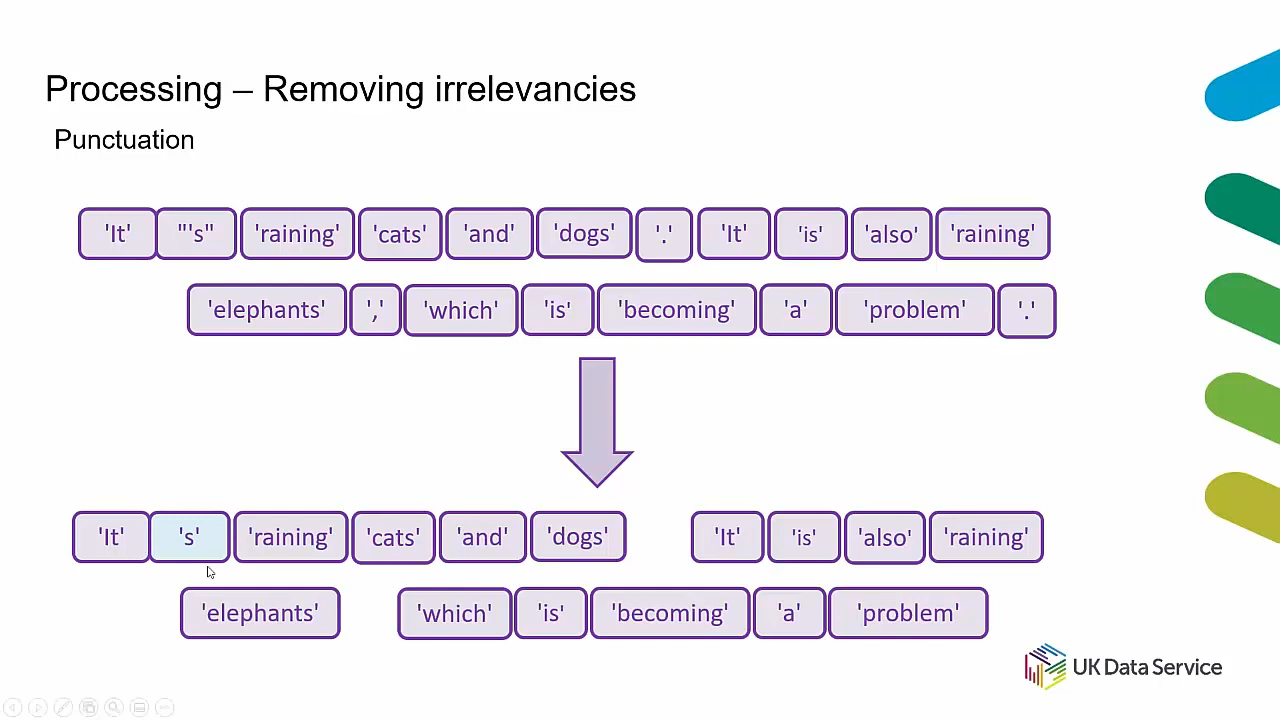 Processing – Removing irrelevancies
Punctuation
'It' "'s" 'raining' 'cats' 'and' 'dogs' '.' 'It' 'is' 'also' 'raining'
'elephants' ',' 'which' 'is' 'becoming' 'a' 'problem' '.'
'It' 's' 'raining' 'cats' 'and' 'dogs' 'It' 'is' 'also' 'raining'
'elephants' 'which' 'is' 'becoming' 'a' 'problem'
UK Data Service